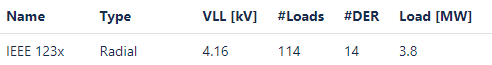 Name Type VLL [kV] #Loads #DER Load [MW]
IEEE 123x Radial 4.16 114 14 3.8